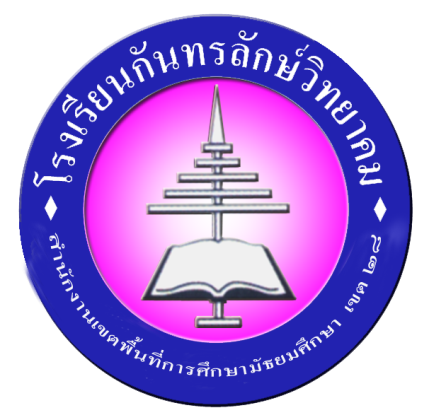 โรงเรียนกันทรลักษ์วิทยาคม
สำนักงานเขตพื้นที่การศึกษามัธยมศึกษา เขต ๒๘